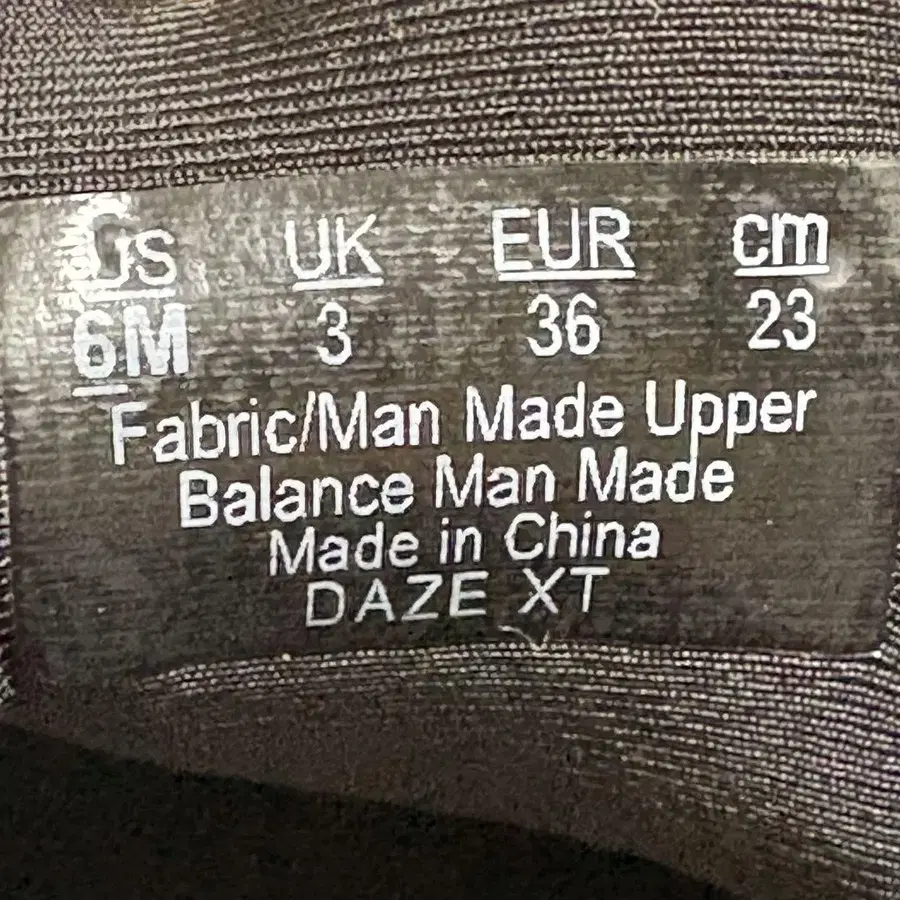 US UK EUR cm
6M 3 36 23
Fabric/Man Made Upper
Balance Man Made
Made in China
DAZE XT